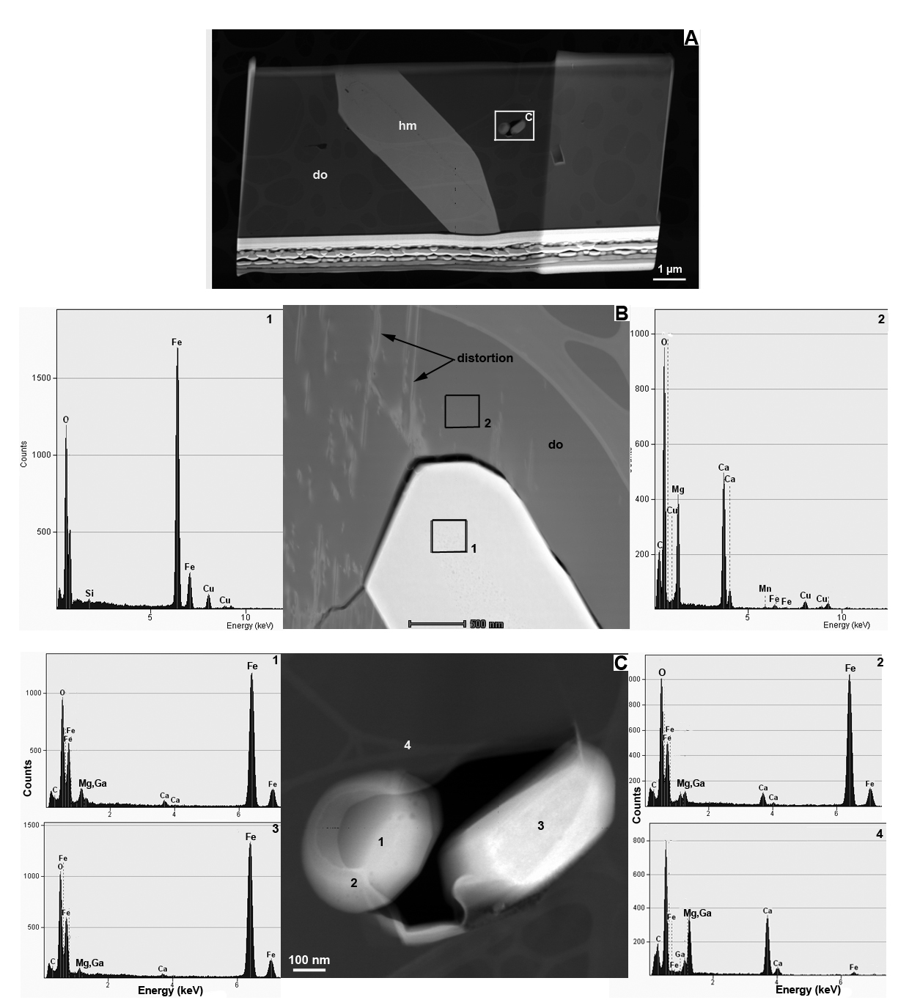 A
hm
C
do
1 µm
1
Fe
1500
O
Counts
1000
500
Fe
Si
Cu
Cu
5
10
Energy (keV)
B
distortion
2
do
1
500 nm
2
1000
O
800
600
Ca
Ca
Mg
400
Cu
C
200
Mn
Fe
Fe
Cu
Cu
5
10
Energy (keV)
1
Fe
1000
O
Fe
Fe
500
Counts
C
Mg,Ga
Ca
Ca
Fe
2
4
6
3
1500
Fe
Fe
O
1000
Fe
500
C
Mg,Ga
Ca
Fe
2
4
6
Energy (keV)
C
4
3
1
2
100 nm
2
000
O
Fe
800
600
Fe
Fe
400
200
C
Mg,Ga
Ca
Ca
Fe
Counts
2
4
6
4
800
600
400
Fe
Mg,Ga
Ca
200
C
Ga
Fe
Ca
Fe
2
4
6
Energy (keV)